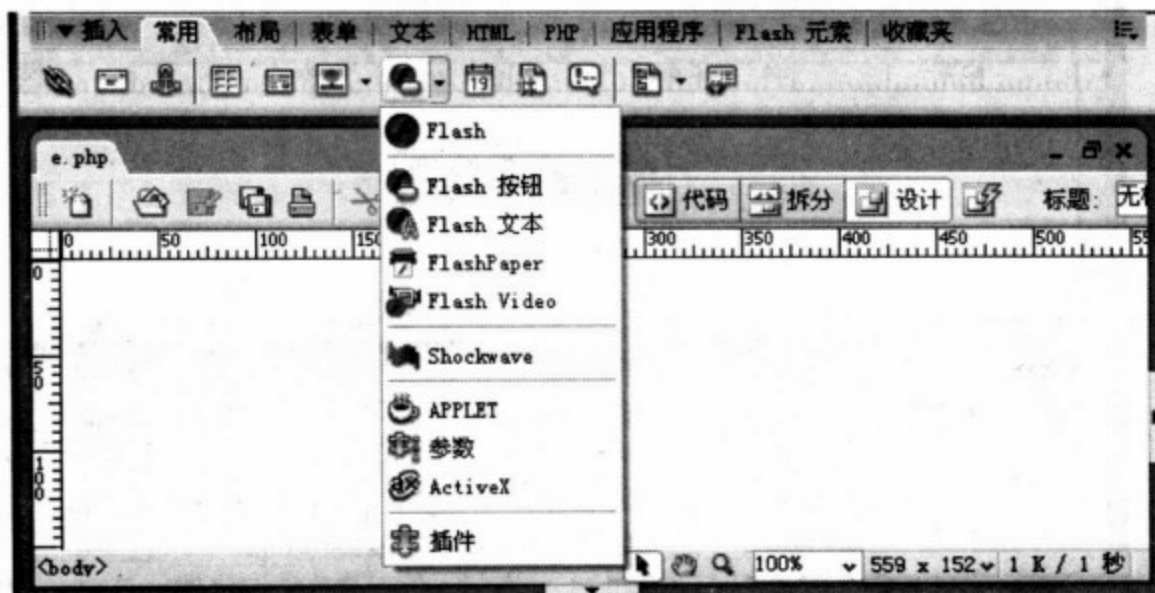 插入 常用 布局 表单 文本 HTML PHP 应用程序 Flash 元素 收藏夹
19
Flash
e.php
Flash 按钮
代码 拆分 设计 标题:
Flash 文本
0 50 100 300 350 400 450 500
FlashPaper
0
Flash Video
Shockwave
50
APPLET
参数
100
ActiveX
插件
<body> 100% 559 x 152 1 K / 1 秒